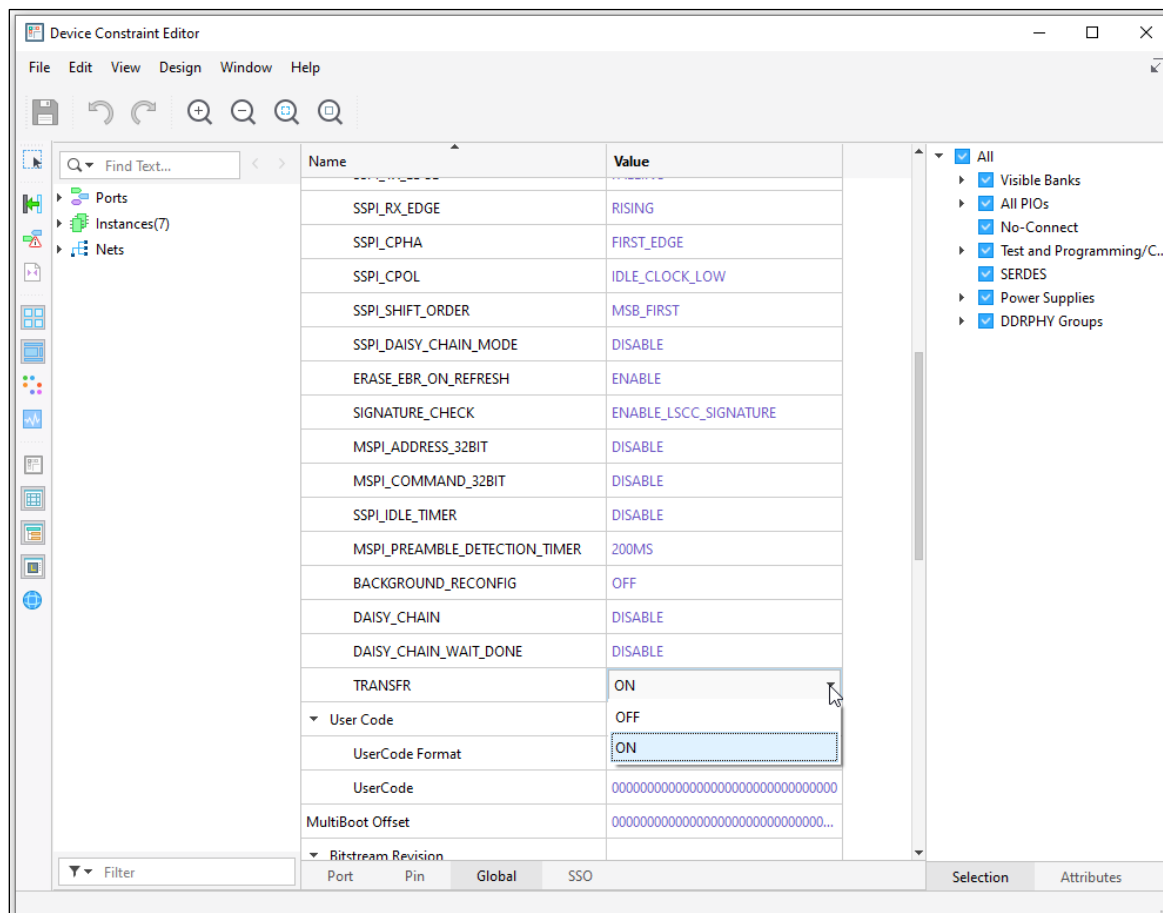 Device Constraint Editor
File Edit View Design Window Help
Find Text...
Ports
Instances(7)
Nets
Filter
Name Value
SSPI_RX_EDGE RISING
SSPI_CPHA FIRST_EDGE
SSPI_CPOL IDLE_CLOCK_LOW
SSPI_SHIFT_ORDER MSB_FIRST
SSPI_DAISY_CHAIN_MODE DISABLE
ERASE_EBR_ON_REFRESH ENABLE
SIGNATURE_CHECK ENABLE_LSCC_SIGNATURE
MSPI_ADDRESS_32BIT DISABLE
MSPI_COMMAND_32BIT DISABLE
SSPI_IDLE_TIMER DISABLE
MSPI_PREAMBLE_DETECTION_TIMER 200MS
BACKGROUND_RECONFIG OFF
DAISY_CHAIN DISABLE
DAISY_CHAIN_WAIT_DONE DISABLE
TRANSFR ON
User Code OFF
UserCode Format ON
UserCode 00000000000000000000000000000000
MultiBoot Offset 000000000000000000000000000000...
Bitstream Revision
Port Pin Global SSO
All
Visible Banks
All PIOs
No-Connect
Test and Programming/C...
SERDES
Power Supplies
DDRPHY Groups
Selection Attributes